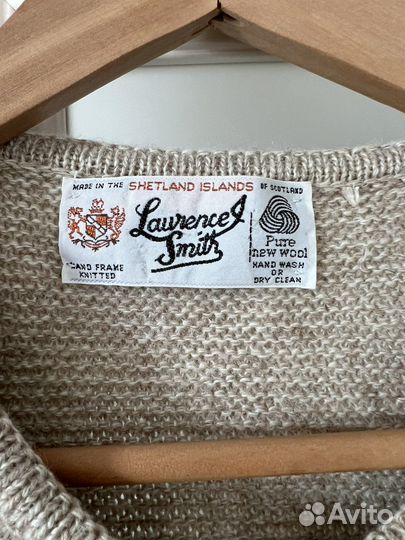 MADE IN THE SHETLAND ISLANDS OF SCOTLAND
Laurence J
Smith
HAND FRAME
KNITTED
Pure
new wool
HAND WASH
OR
DRY CLEAN
Avito